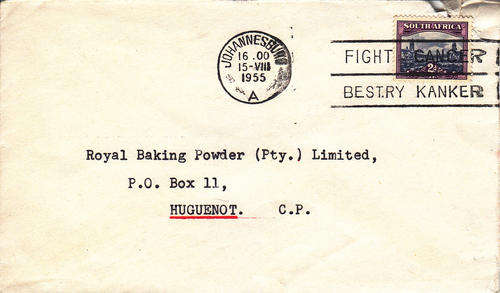 JOHANNESBURG
16.00
15-VIII
1955
A
SOUTH AFRICA
2d
FIGHT CANCER
BESTRY KANKER
Royal Baking Powder (Pty.) Limited,
P.O. Box 11,
HUGUENOT. C.P.